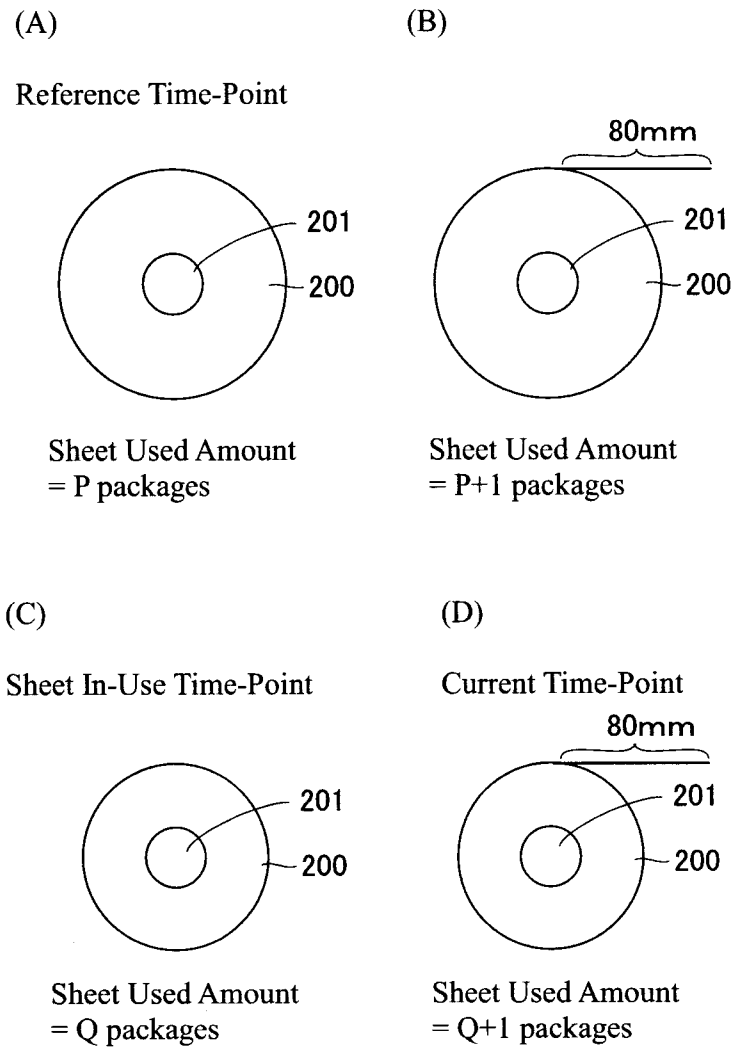 (A)
Reference Time-Point
201
200
Sheet Used Amount
= P packages
(B)
80mm
201
200
Sheet Used Amount
= P+1 packages
(C)
Sheet In-Use Time-Point
201
200
Sheet Used Amount
= Q packages
(D)
Current Time-Point
80mm
201
200
Sheet Used Amount
= Q+1 packages